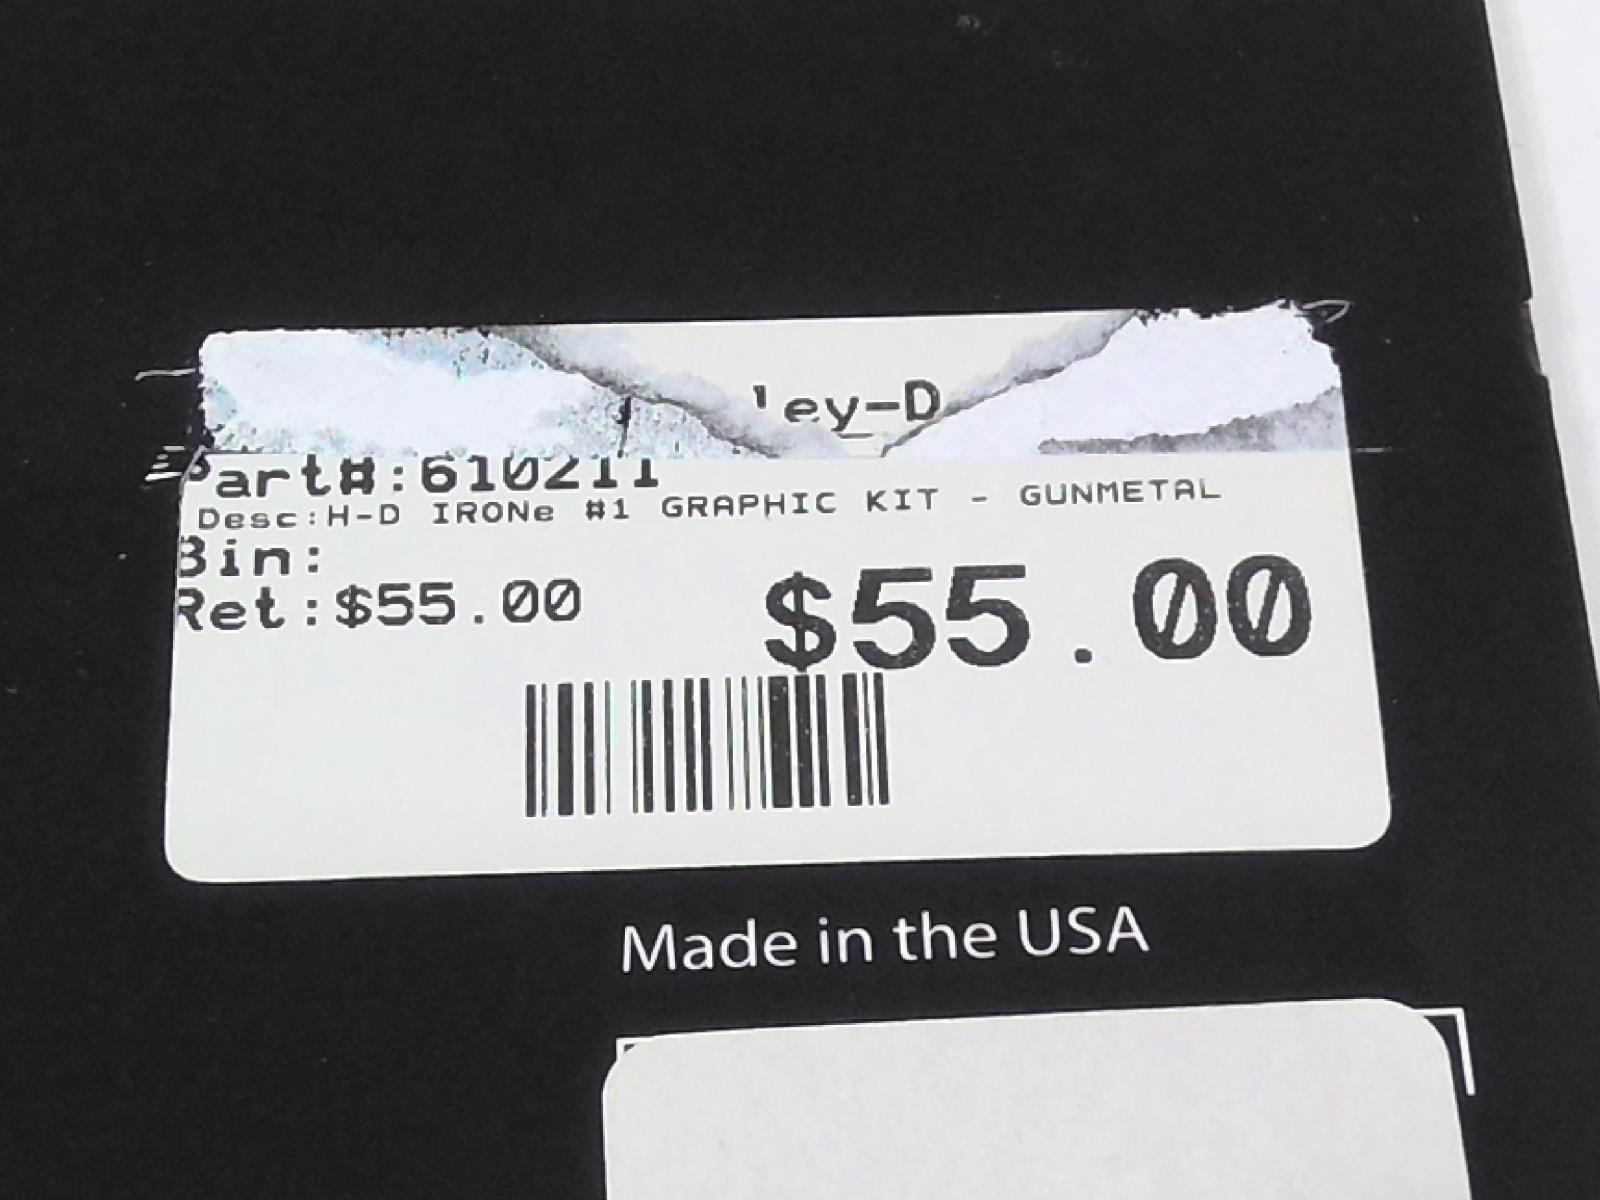 ley-D
Part#:610211
Desc:H-D IRONe #1 GRAPHIC KIT - GUNMETAL
Bin:
Ret:$55.00
$55.00
Made in the USA